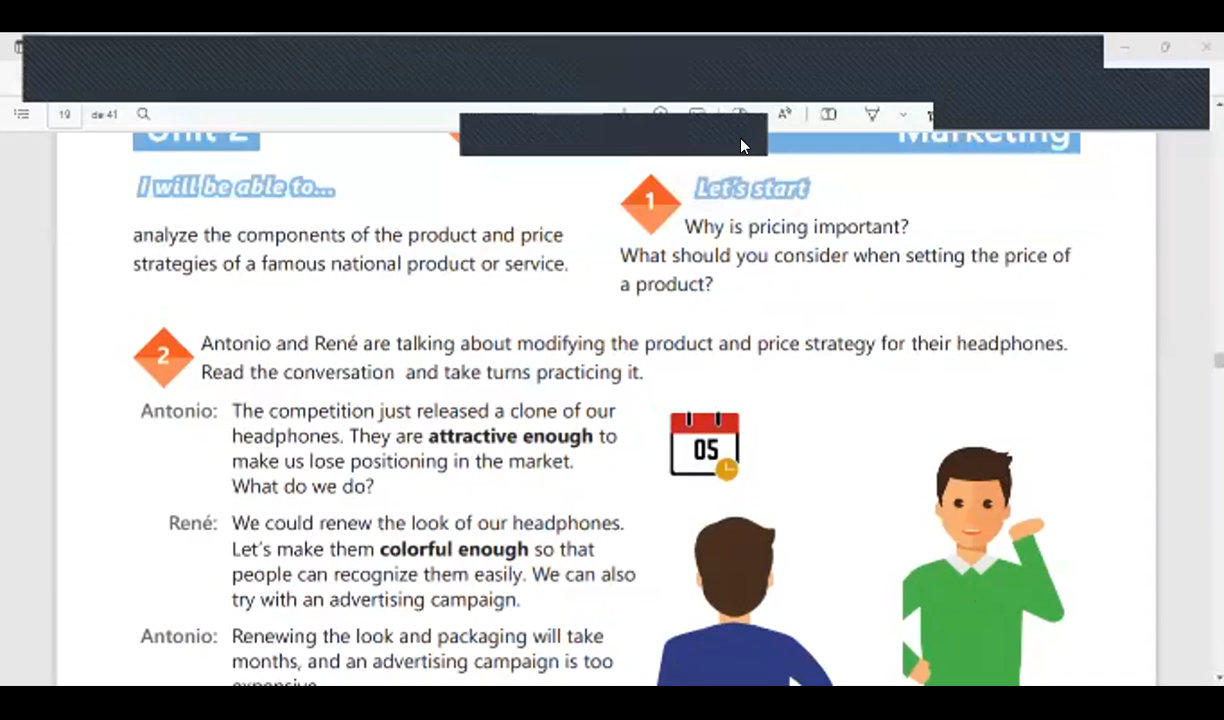 19 de 41
Unit 2
Marketing
I will be able to...
analyze the components of the product and price
strategies of a famous national product or service.
1 Let's start
Why is pricing important?
What should you consider when setting the price of
a product?
2 Antonio and René are talking about modifying the product and price strategy for their headphones.
Read the conversation and take turns practicing it.
Antonio: The competition just released a clone of our
headphones. They are attractive enough to
make us lose positioning in the market.
What do we do?
05
René: We could renew the look of our headphones.
Let's make them colorful enough so that
people can recognize them easily. We can also
try with an advertising campaign.
Antonio: Renewing the look and packaging will take
months, and an advertising campaign is too
expensive